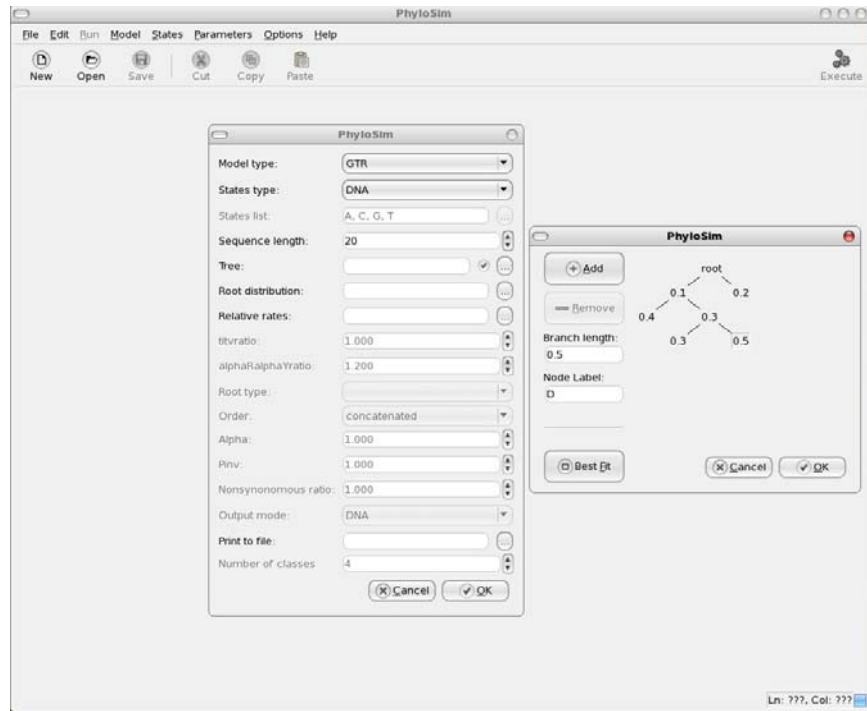 PhyloSim
File Edit Run Model States Parameters Options Help
New Open Save Cut Copy Paste Execute
PhyloSim
Model type: GTR
States type: DNA
States list: A, C, G, T ...
Sequence length: 20
Tree: ...
Root distribution: ...
Relative rates: ...
titvratio: 1.000
alphaRalphaYratio: 1.200
Root type:
Order: concatenated
Alpha: 1.000
Pinv: 1.000
Nonsynonomous ratio: 1.000
Output mode: DNA
Print to file: ...
Number of classes 4
Cancel OK
PhyloSim
Add
Remove
Branch length:
0.5
Node Label:
D
Best Fit
root
0.1 0.2
0.4 0.3
0.3 0.5
Cancel OK
Ln: ???, Col: ???